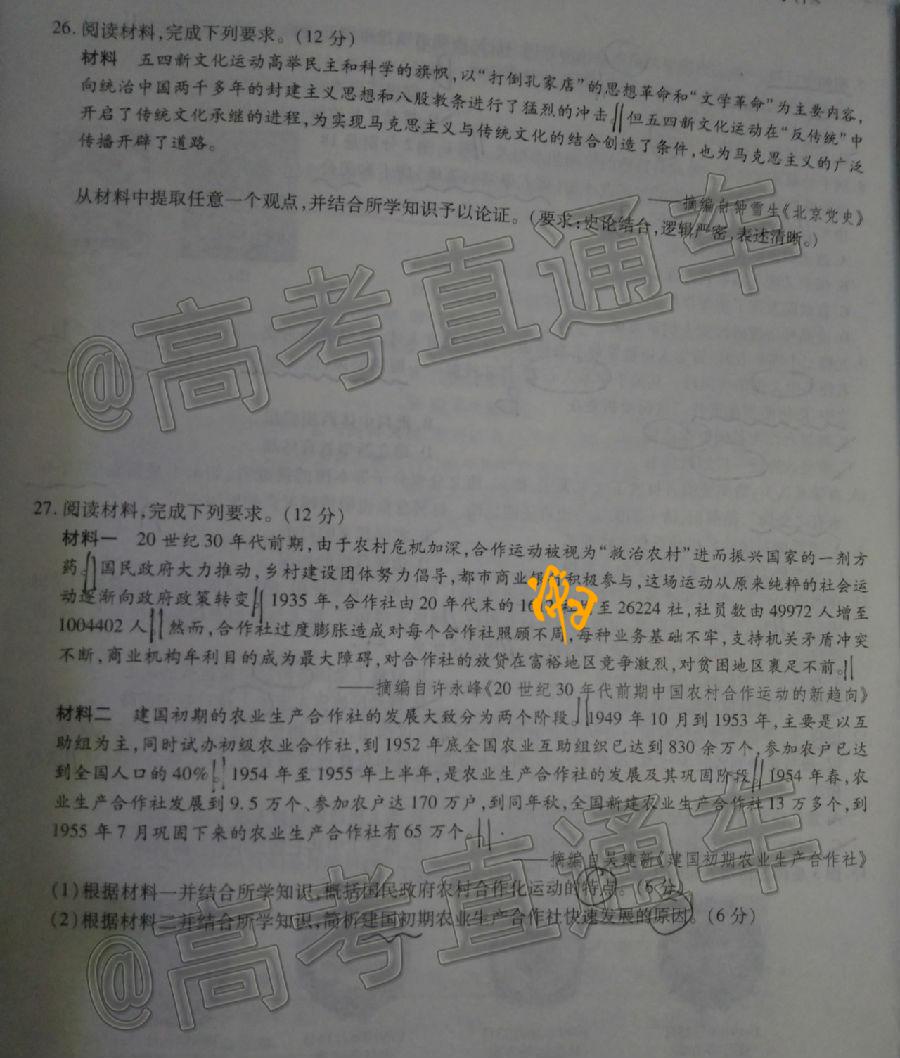 26. 阅读材料,完成下列要求。(12 分)
材料 五四新文化运动高举民主和科学的旗帜,以“打倒孔家店”的思想革命和“文学革命”为主要内容,
向统治中国两千多年的封建主义思想和八股教条进行了猛烈的冲击。但五四新文化运动在“反传统”中
开启了传统文化承继的进程,为实现马克思主义与传统文化的结合创造了条件,也为马克思主义的广泛
传播开辟了道路。
——摘编自钟雪生《北京党史》
从材料中提取任意一个观点,并结合所学知识予以论证。(要求:史论结合,逻辑严密,表述清晰。)
@高考直通车
27. 阅读材料,完成下列要求。(12 分)
材料一 20 世纪 30 年代前期,由于农村危机加深,合作运动被视为“救治农村”进而振兴国家的一剂方
药。国民政府大力推动,乡村建设团体努力倡导,都市商业积极参与,这场运动从原来纯粹的社会运
动逐渐向政府政策转变。1935 年,合作社由 20 年代末的 至 26224 社,社员数由 49972 人增至
1004402 人。然而,合作社过度膨胀造成对每个合作社照顾不周,每种业务基础不牢,支持机关矛盾冲突
不断,商业机构牟利目的成为最大障碍,对合作社的放贷在富裕地区竞争激烈,对贫困地区裹足不前。
——摘编自许永峰《20 世纪 30 年代前期中国农村合作运动的新趋向》
材料二 建国初期的农业生产合作社的发展大致分为两个阶段。1949 年 10 月到 1953 年,主要是以互
助组为主,同时试办初级农业合作社,到 1952 年底全国农业互助组织已达到 830 余万个,参加农户已达
到全国人口的 40%。1954 年至 1955 年上半年,是农业生产合作社的发展及其巩固阶段。1954 年春,农
业生产合作社发展到 9.5 万个、参加农户达 170 万户,到同年秋,全国新建农业生产合作社 13 万多个,到
1955 年 7 月巩固下来的农业生产合作社有 65 万个。
——摘编自吴建新《建国初期农业生产合作社》
(1)根据材料一并结合所学知识,概括国民政府农村合作化运动的特点。(6 分)
(2)根据材料二并结合所学知识,简析建国初期农业生产合作社快速发展的原因。(6 分)
@高考直通车